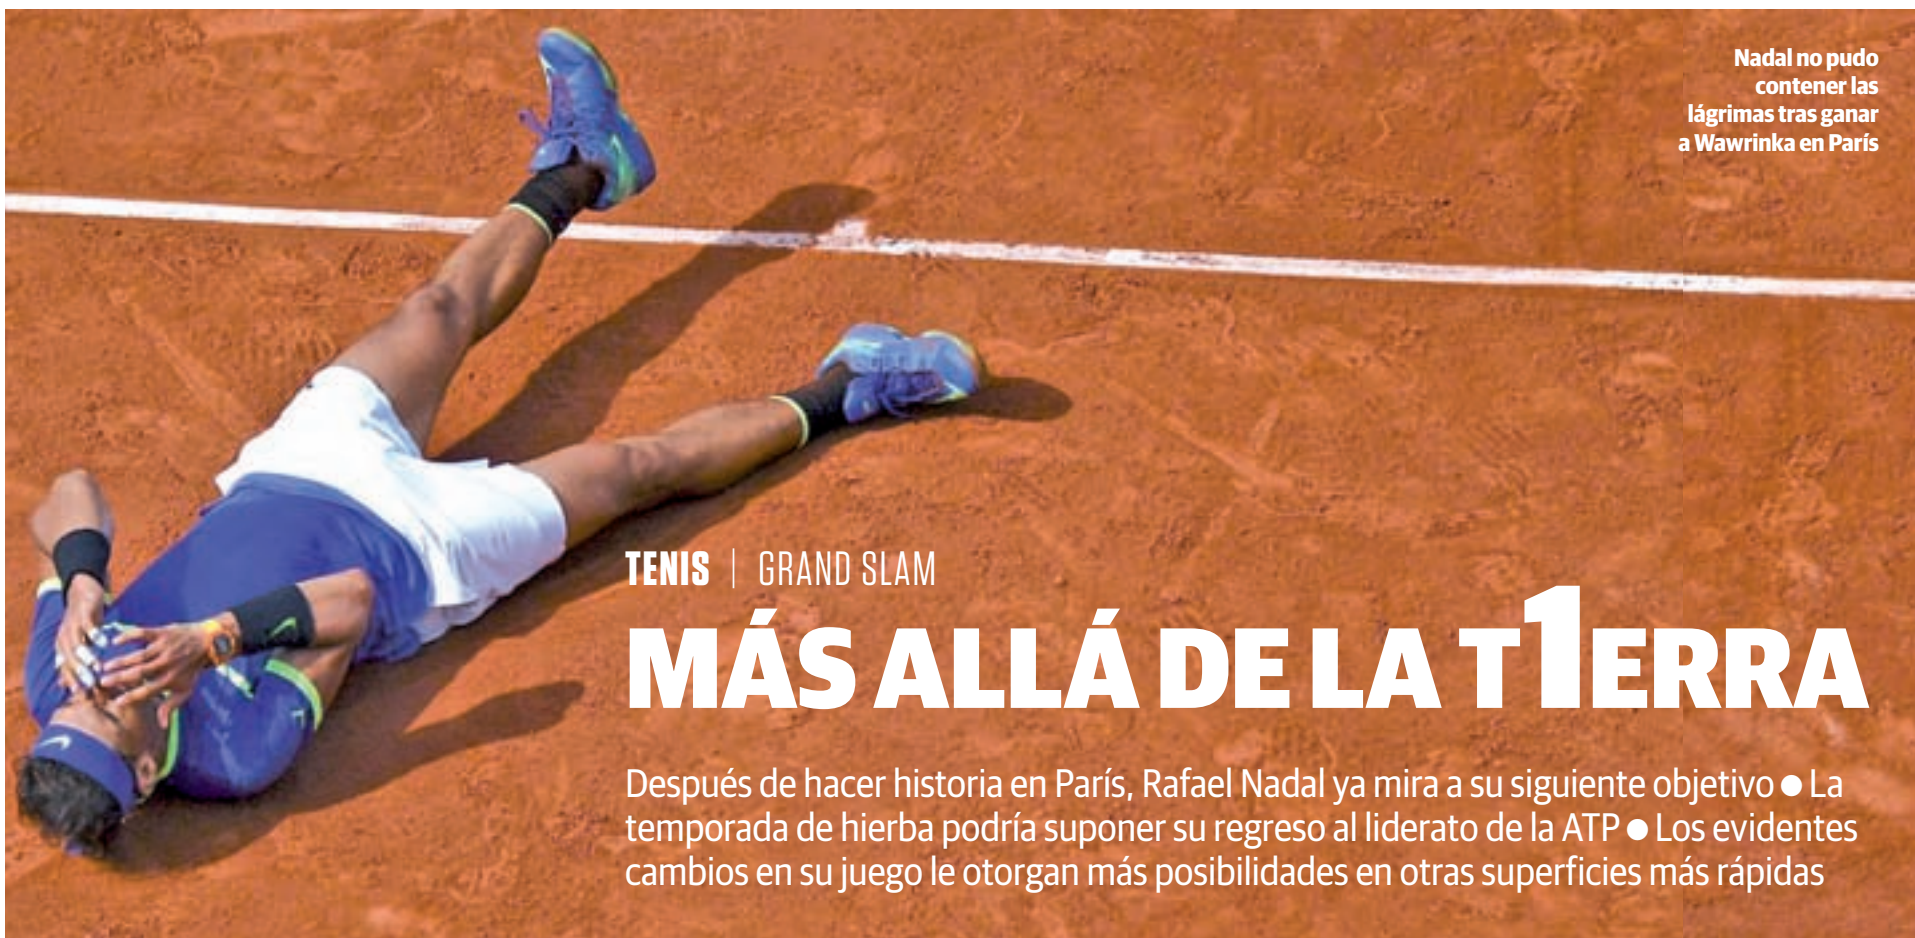 Nadal no pudo
contener las
lágrimas tras ganar
a Wawrinka en París
TENIS | GRAND SLAM
MÁS ALLÁ DE LA T1ERRA
Después de hacer historia en París, Rafael Nadal ya mira a su siguiente objetivo ● La
temporada de hierba podría suponer su regreso al liderato de la ATP ● Los evidentes
cambios en su juego le otorgan más posibilidades en otras superficies más rápidas